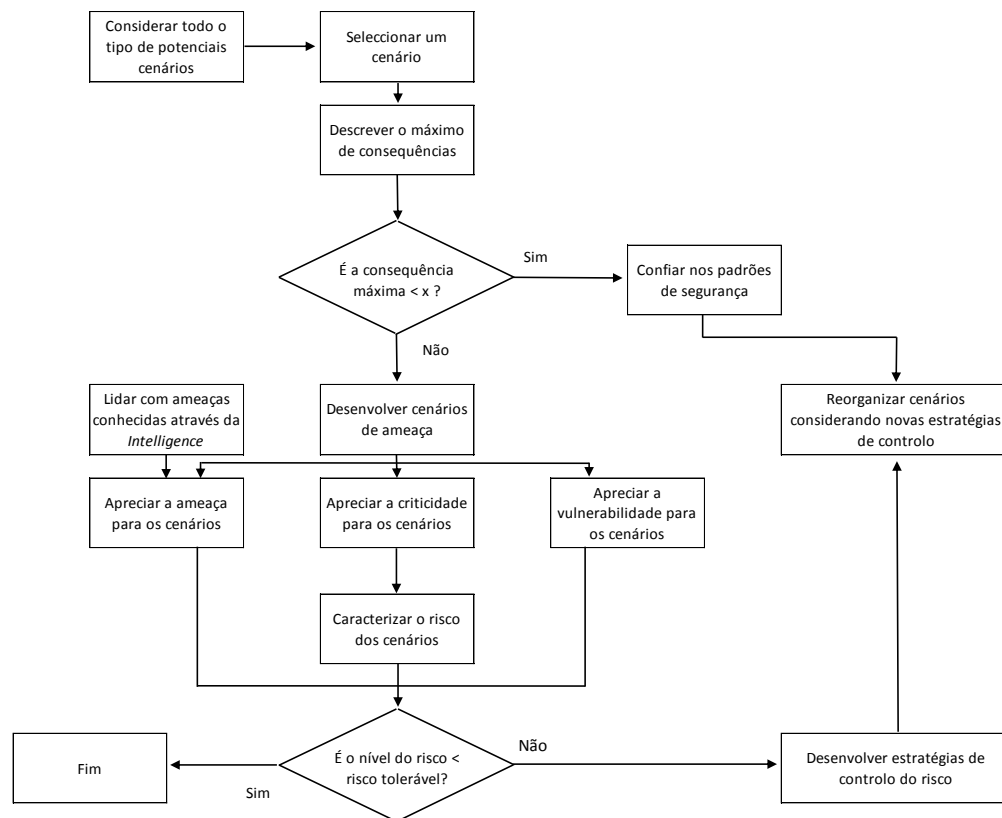 Considerar todo o
tipo de potenciais
cenários
Seleccionar um
cenário
Descrever o máximo
de consequências
É a consequência
máxima < x ?
Sim
Confiar nos padrões
de segurança
Não
Lidar com ameaças
conhecidas através da
Intelligence
Desenvolver cenários
de ameaça
Reorganizar cenários
considerando novas estratégias
de controlo
Apreciar a ameaça
para os cenários
Apreciar a criticidade
para os cenários
Apreciar a
vulnerabilidade para
os cenários
Caracterizar o risco
dos cenários
É o nível do risco <
risco tolerável?
Não
Sim
Fim
Desenvolver estratégias de
controlo do risco